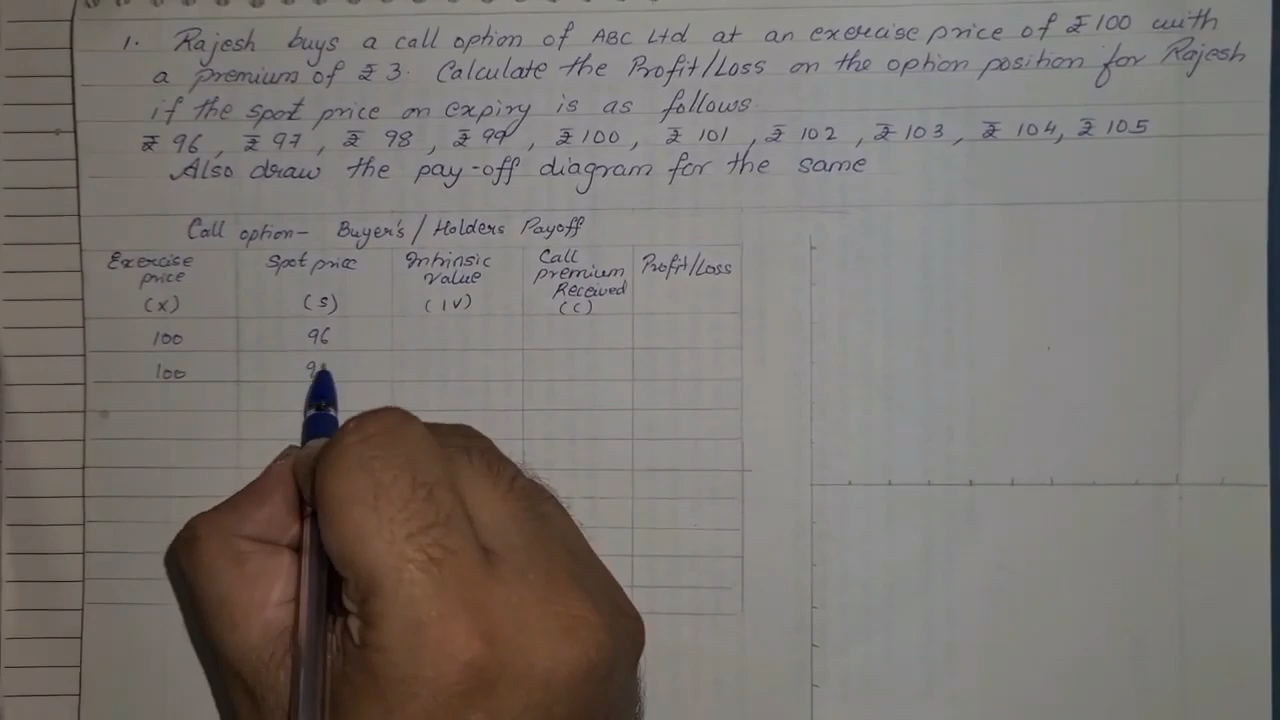 1. Rajesh buys a call option of ABC Ltd at an exercise price of ₹100 with
a premium of ₹3. Calculate the Profit/Loss on the option position for Rajesh
if the spot price on expiry is as follows.
₹96, ₹97, ₹98, ₹99, ₹100, ₹101, ₹102, ₹103, ₹104, ₹105
Also draw the pay-off diagram for the same
Call option- Buyer's / Holders Payoff
Exercise price (X) Spot price (S) Intrinsic value (IV) Call premium Received (C) Profit/Loss
100 96
100 9